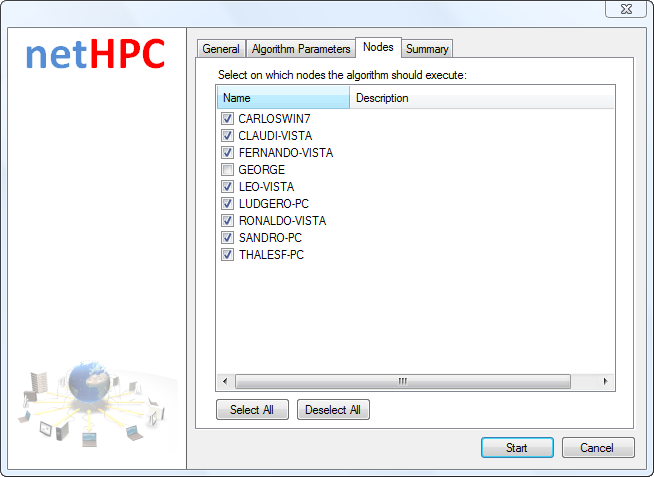 netHPC
General Algorithm Parameters Nodes Summary
Select on which nodes the algorithm should execute:
Name Description
CARLOSWIN7
CLAUDI-VISTA
FERNANDO-VISTA
GEORGE
LEO-VISTA
LUDGERO-PC
RONALDO-VISTA
SANDRO-PC
THALESF-PC
Select All Deselect All
Start Cancel